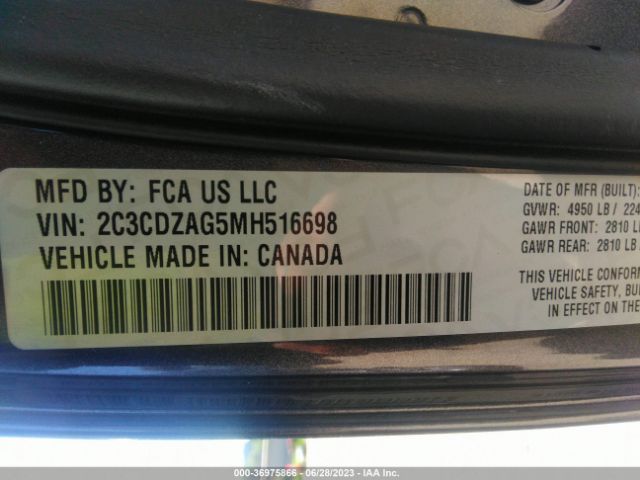 MFD BY: FCA US LLC
VIN: 2C3CDZAG5MH516698
VEHICLE MADE IN: CANADA
DATE OF MFR (BUILT):
GVWR: 4950 LB / 224
GAWR FRONT: 2810 L
GAWR REAR: 2810 LB
THIS VEHICLE CONFORM
VEHICLE SAFETY, BU
IN EFFECT ON THE
000-36975866 - 06/28/2023 - IAA Inc.